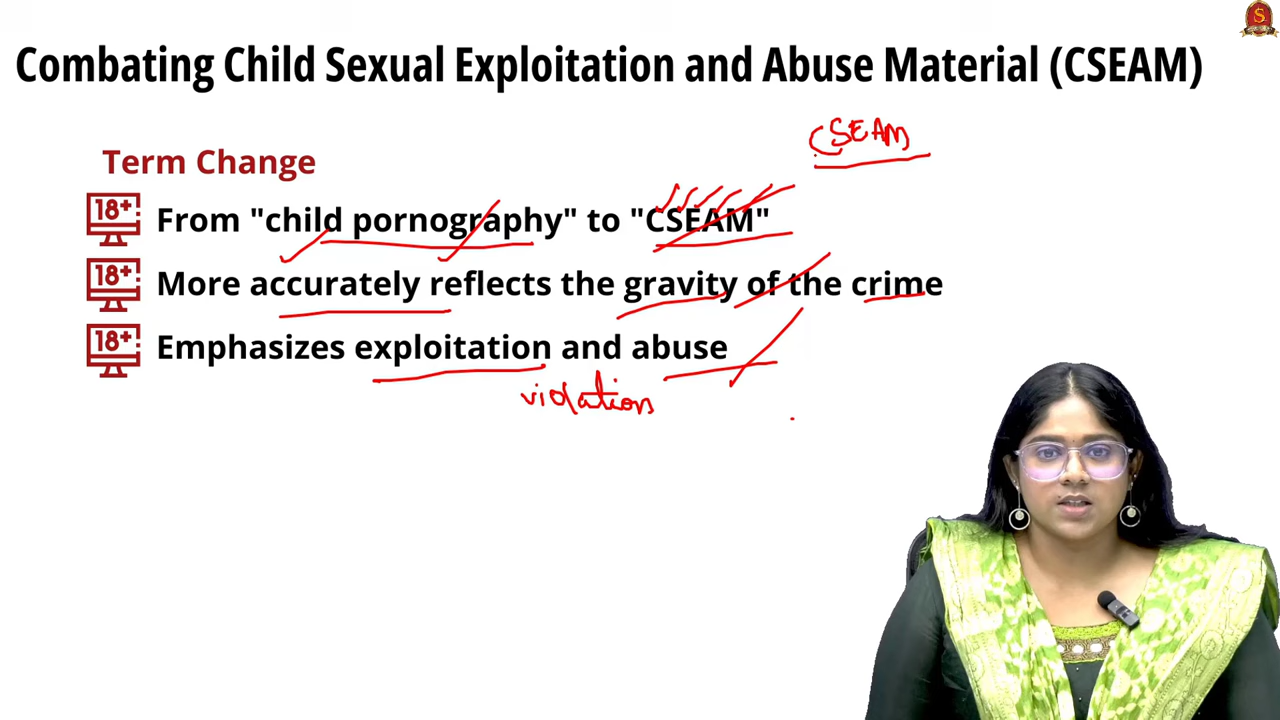 Combating Child Sexual Exploitation and Abuse Material (CSEAM)
CSEAM
Term Change
18+ From "child pornography" to "CSEAM"
18+ More accurately reflects the gravity of the crime
18+ Emphasizes exploitation and abuse
violation
S